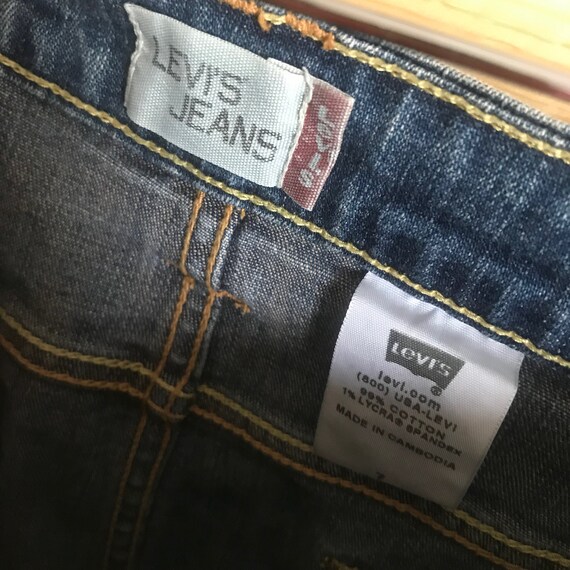 LEVI'S
JEANS
LEVI'S
LEVI'S
®
levi.com
(800) USA-LEVI
99% COTTON
1% LYCRA® SPANDEX
MADE IN CAMBODIA